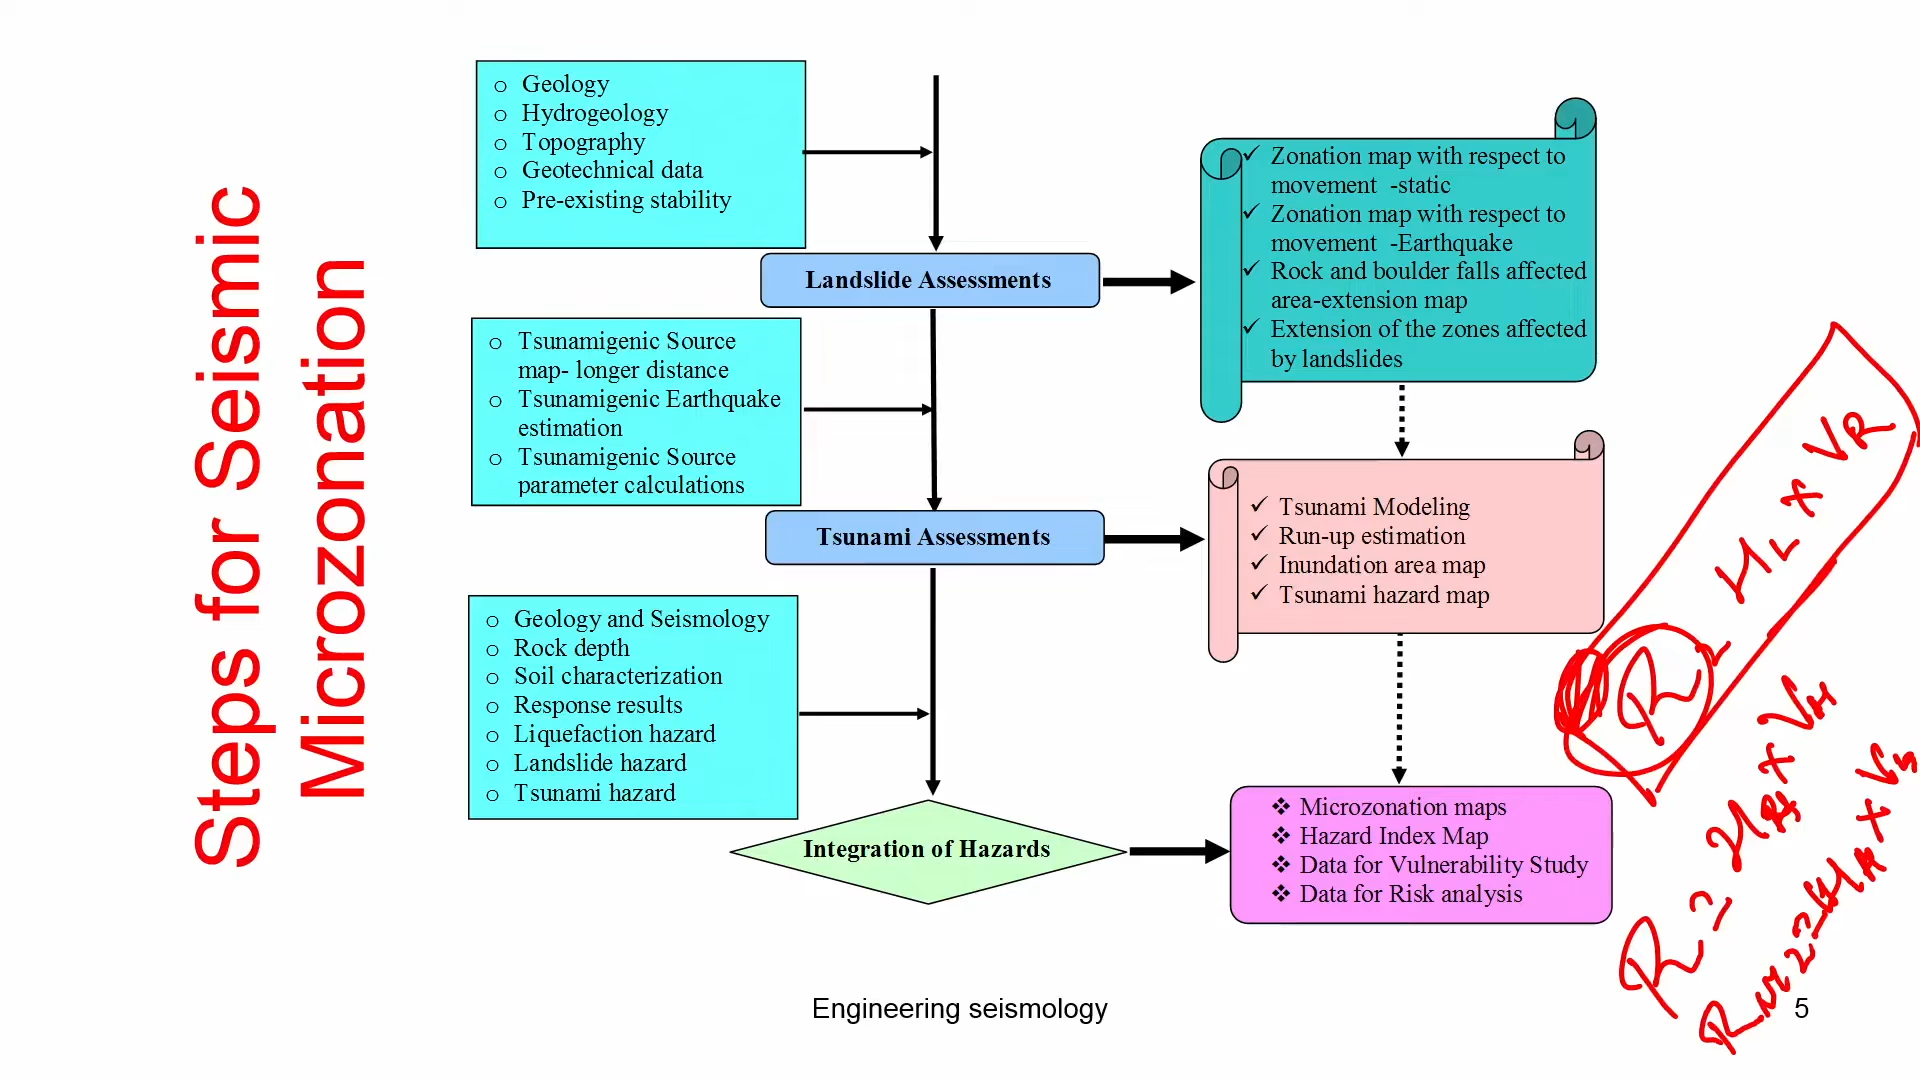 Steps for Seismic
Microzonation
Geology
Hydrogeology
Topography
Geotechnical data
Pre-existing stability
Landslide Assessments
Zonation map with respect to
movement -static
Zonation map with respect to
movement -Earthquake
Rock and boulder falls affected
area-extension map
Extension of the zones affected
by landslides
Tsunamigenic Source
map- longer distance
Tsunamigenic Earthquake
estimation
Tsunamigenic Source
parameter calculations
Tsunami Assessments
Tsunami Modeling
Run-up estimation
Inundation area map
Tsunami hazard map
Geology and Seismology
Rock depth
Soil characterization
Response results
Liquefaction hazard
Landslide hazard
Tsunami hazard
Integration of Hazards
Microzonation maps
Hazard Index Map
Data for Vulnerability Study
Data for Risk analysis
Engineering seismology
5